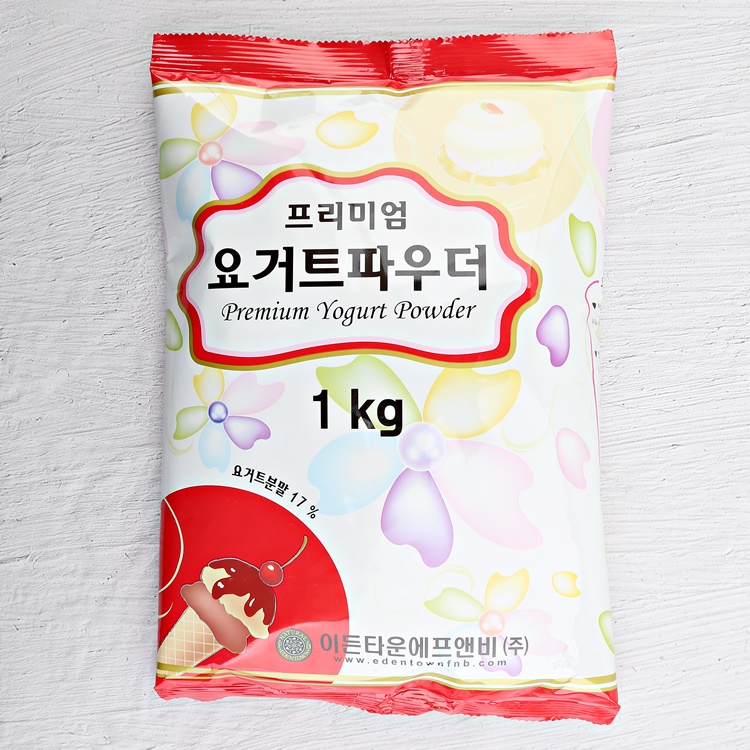 프리미엄
요거트파우더
Premium Yogurt Powder
1 kg
요거트분말 17 %
이든타운에프앤비 (주)
www.edentownfnb.com